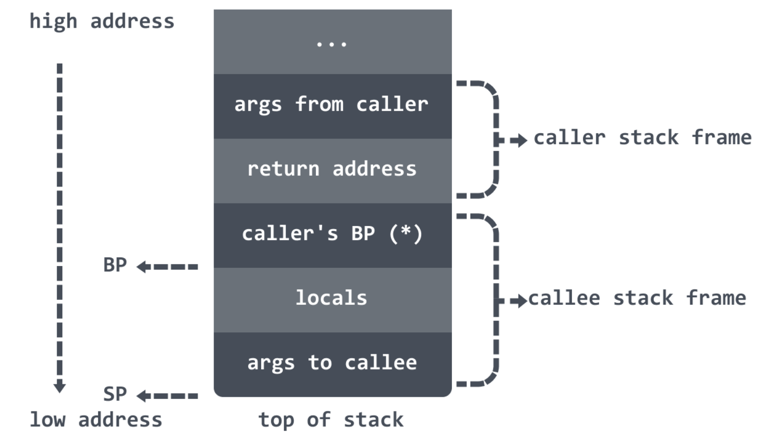 high address
...
args from caller
caller stack frame
return address
caller's BP (*)
BP
locals
callee stack frame
args to callee
SP
low address
top of stack